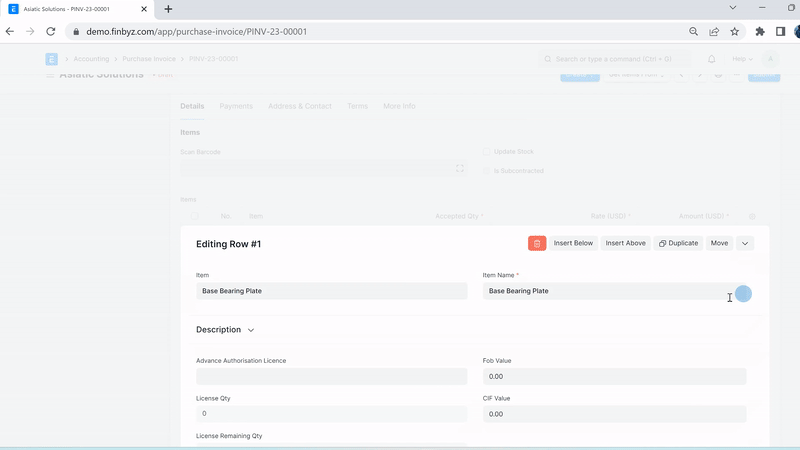 Asiatic Solutions - PINV-23-00001
demo.finbyz.com/app/purchase-invoice/PINV-23-00001
E Accounting Purchase Invoice PINV-23-00001 Search or type a command (Ctrl + G) Help A
Asiatic Solutions
Details Payments Address & Contact Terms More Info
Items
Scan Barcode
Update Stock
Is Subcontracted
Items
No. Item Accepted Qty * Rate (USD) * Amount (USD) *
Editing Row #1 Insert Below Insert Above Duplicate Move
Item Item Name *
Base Bearing Plate Base Bearing Plate
Description
Advance Authorisation Licence Fob Value
0.00
License Qty CIF Value
0 0.00
License Remaining Qty